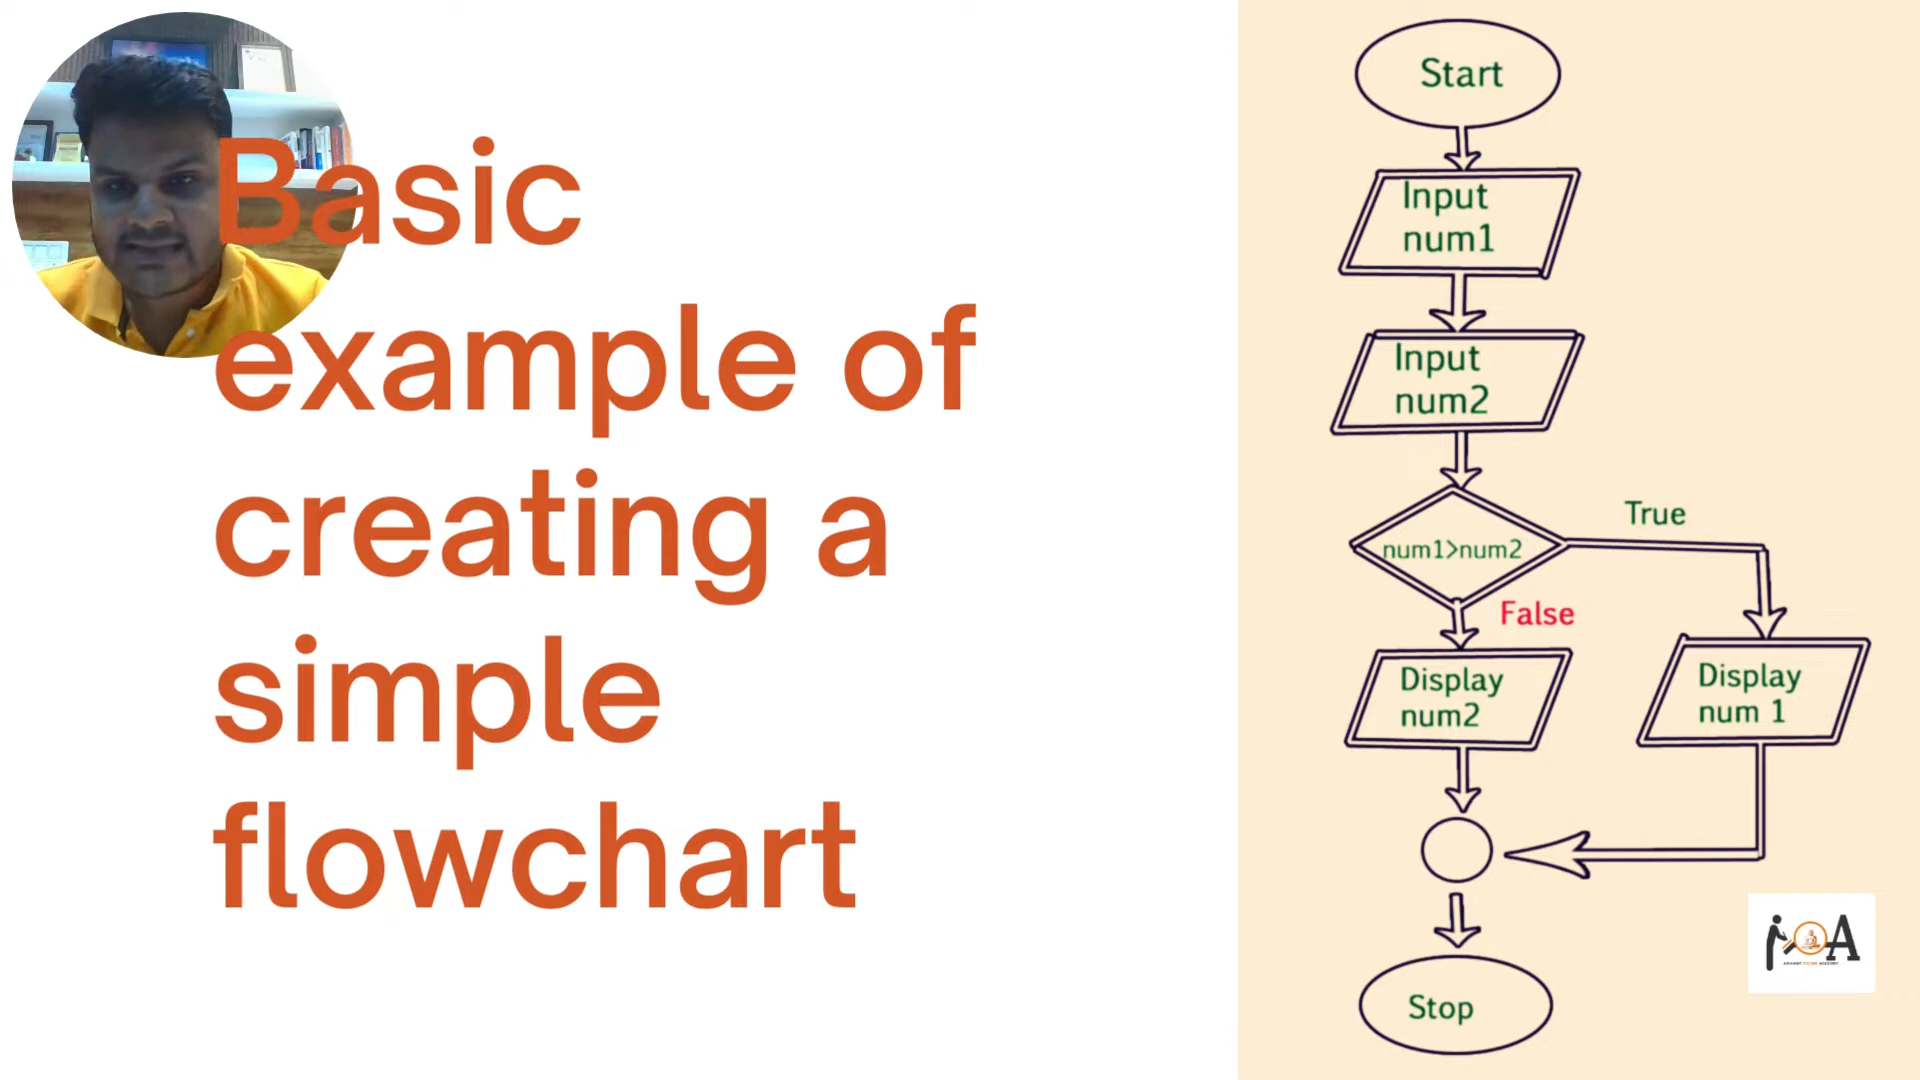 Basic
example of
creating a
simple
flowchart
Start
Input
num1
Input
num2
num1>num2
True
False
Display
num2
Display
num 1
Stop